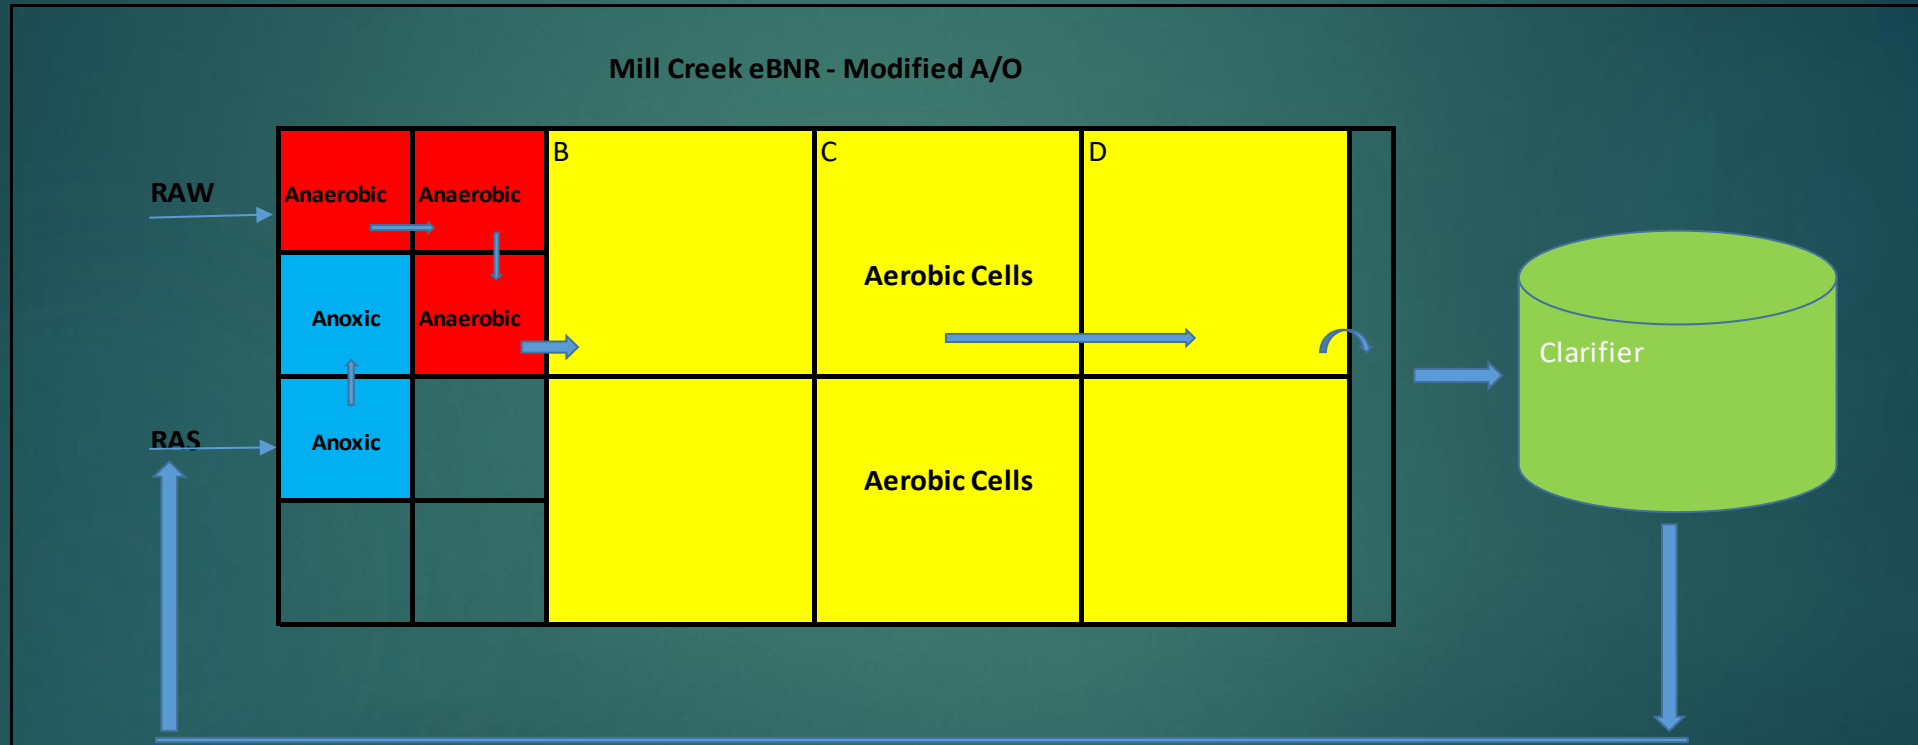 Mill Creek eBNR - Modified A/O
B
C
D
RAW
Anaerobic
Anaerobic
Aerobic Cells
Anoxic
Anaerobic
Clarifier
RAS
Anoxic
Aerobic Cells